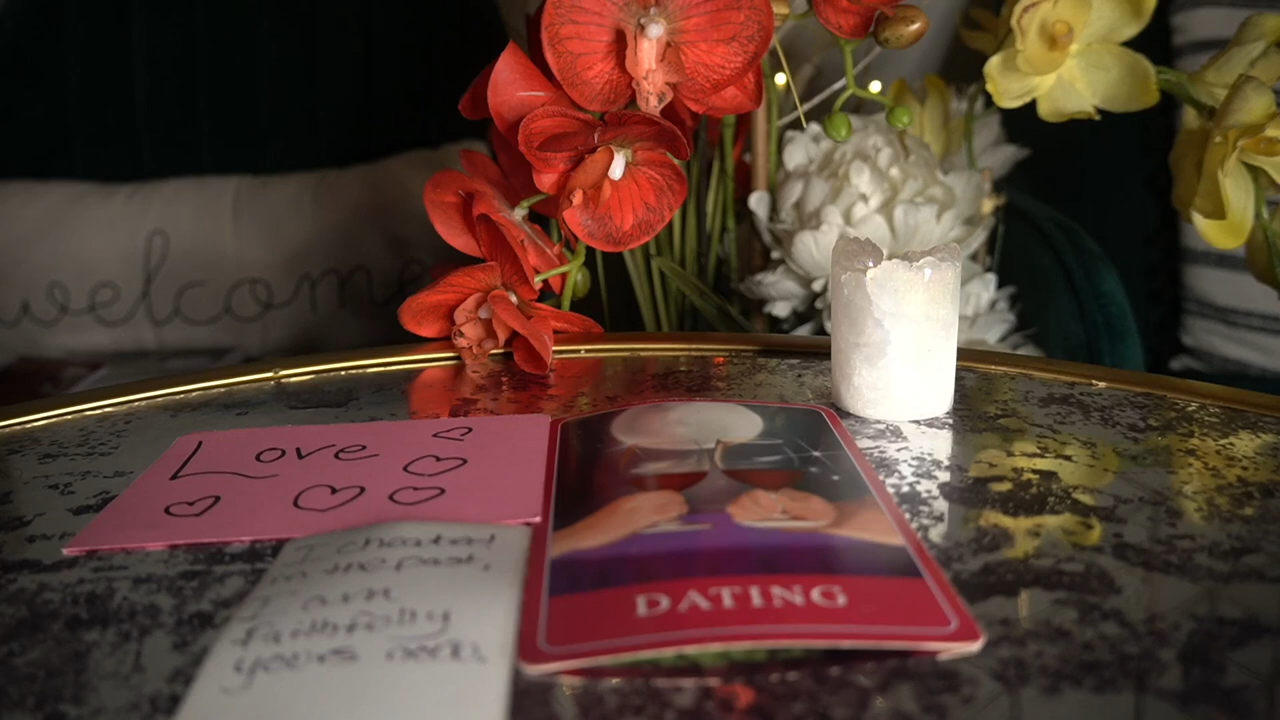 welcome
Love
I cheated
in the past,
I am
faithfully
yours now.
DATING